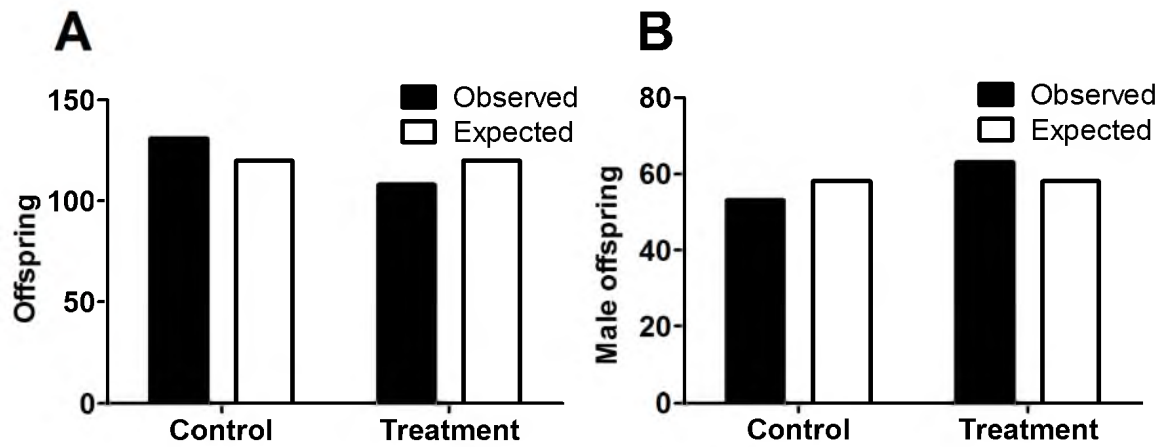 A
Observed
Expected
150
100
50
0
Offspring
Control
Treatment
B
Observed
Expected
80
60
40
20
0
Male offspring
Control
Treatment